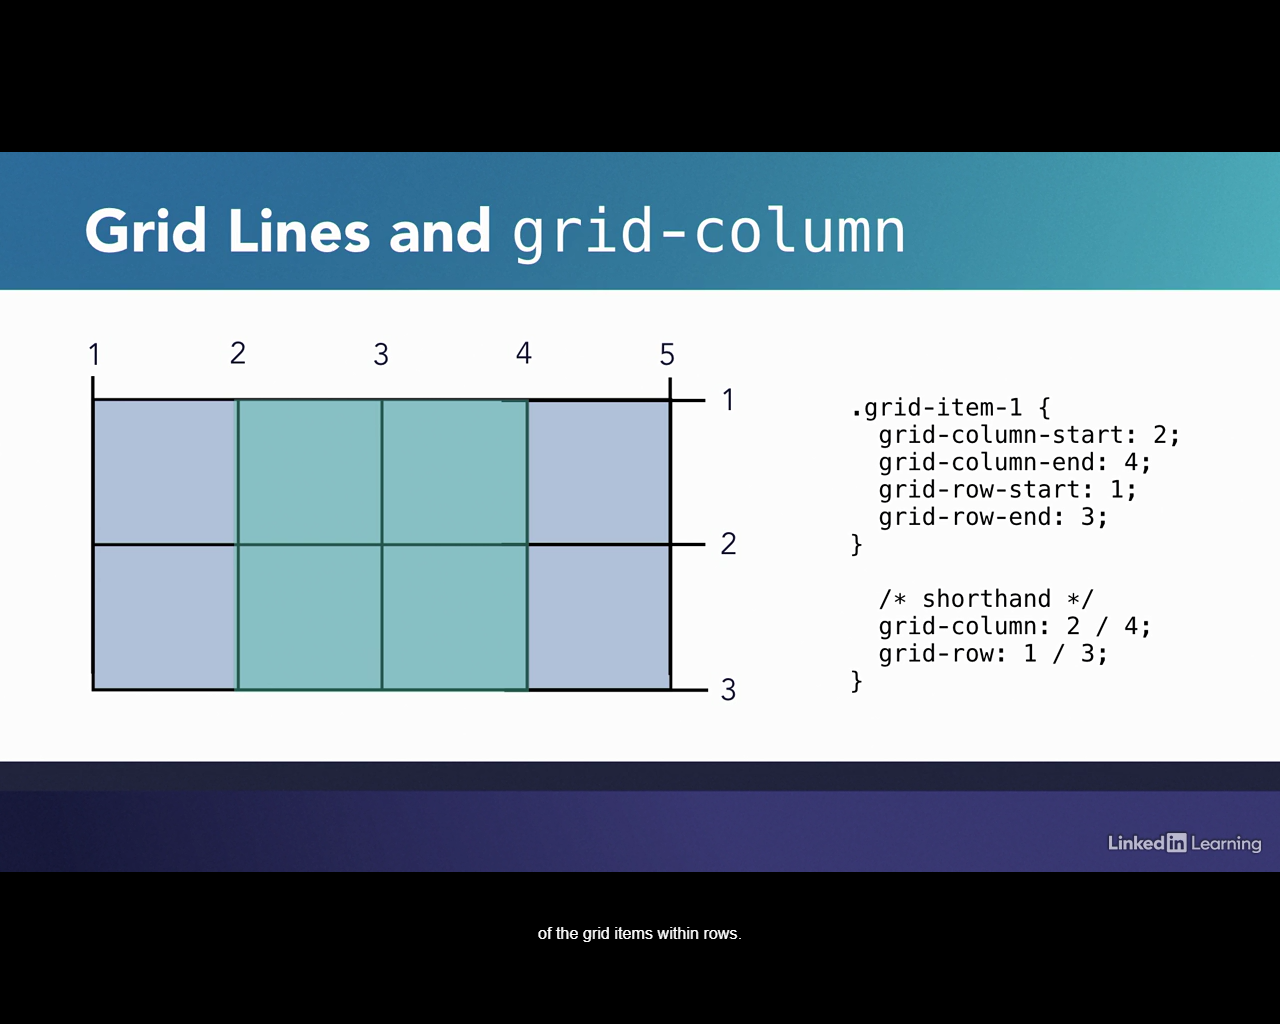 Grid Lines and grid-column
1 2 3 4 5
1
2
3
.grid-item-1 {
  grid-column-start: 2;
  grid-column-end: 4;
  grid-row-start: 1;
  grid-row-end: 3;
}
  /* shorthand */
  grid-column: 2 / 4;
  grid-row: 1 / 3;
}
Linked in Learning
of the grid items within rows.